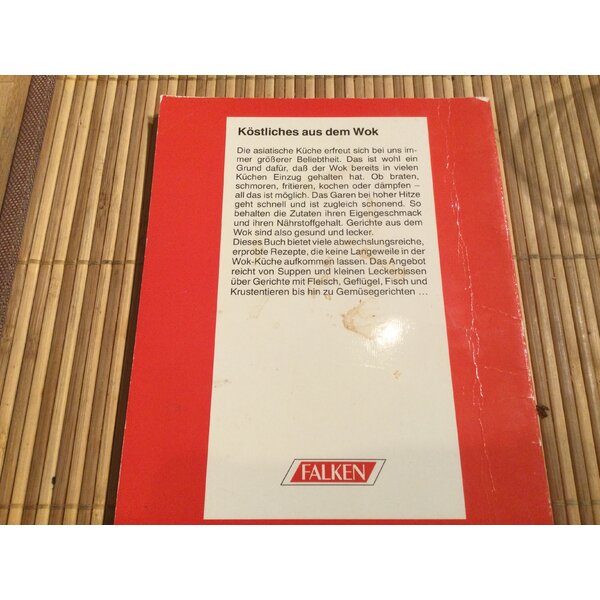 Köstliches aus dem Wok
Die asiatische Küche erfreut sich bei uns im-
mer größerer Beliebtheit. Das ist wohl ein
Grund dafür, daß der Wok bereits in vielen
Küchen Einzug gehalten hat. Ob braten,
schmoren, fritieren, kochen oder dämpfen –
all das ist möglich. Das Garen bei hoher Hitze
geht schnell und ist zugleich schonend. So
behalten die Zutaten ihren Eigengeschmack
und ihren Nährstoffgehalt. Gerichte aus dem
Wok sind also gesund und lecker.
Dieses Buch bietet viele abwechslungsreiche,
erprobte Rezepte, die keine Langeweile in der
Wok-Küche aufkommen lassen. Das Angebot
reicht von Suppen und kleinen Leckerbissen
über Gerichte mit Fleisch, Geflügel, Fisch und
Krustentieren bis hin zu Gemüsegerichten ...
FALKEN